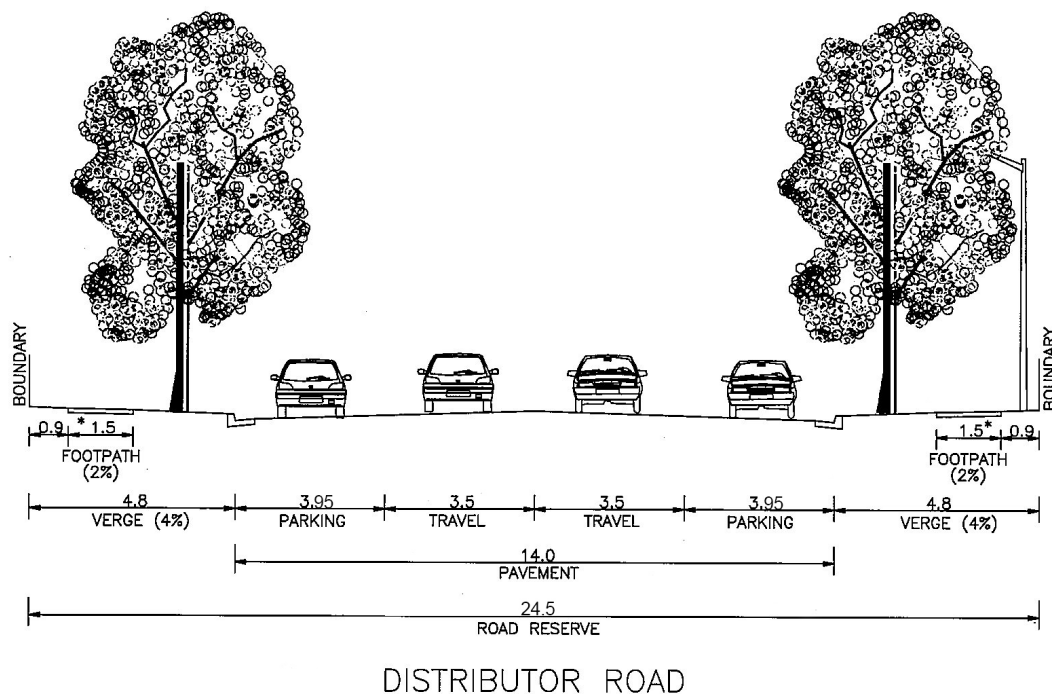 BOUNDARY
BOUNDARY
0.9 * 1.5
FOOTPATH
(2%)
1.5* 0.9
FOOTPATH
(2%)
4.8 3.95 3.5 3.5 3.95 4.8
VERGE (4%) PARKING TRAVEL TRAVEL PARKING VERGE (4%)
14.0
PAVEMENT
24.5
ROAD RESERVE
DISTRIBUTOR ROAD